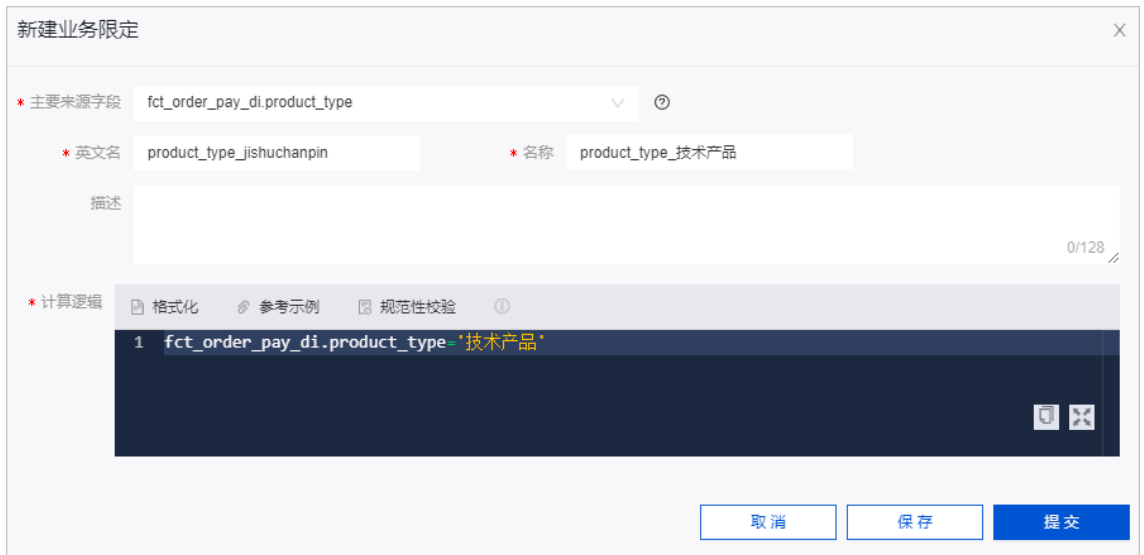 新建业务限定
* 主要来源字段 fct_order_pay_di.product_type
* 英文名 product_type_jishuchanpin * 名称 product_type_技术产品
描述
0/128
* 计算逻辑 格式化 参考示例 规范性校验
1 fct_order_pay_di.product_type='技术产品'
取消 保存 提交